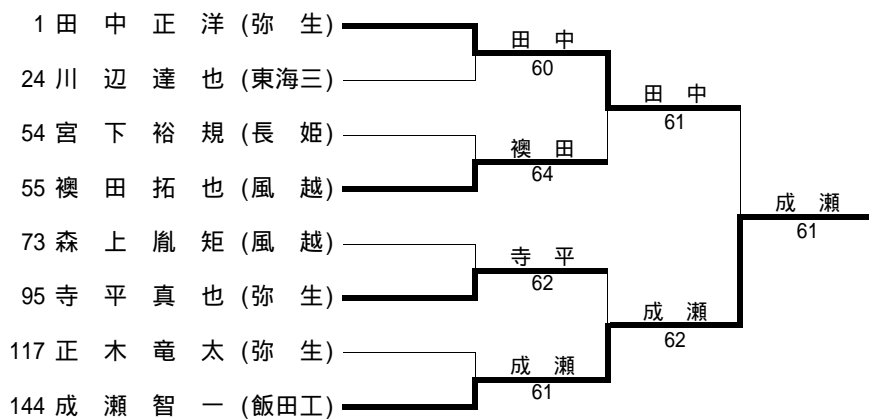 1 田 中 正 洋 (弥 生)
24 川 辺 達 也 (東海三)
54 宮 下 裕 規 (長 姫)
55 襖 田 拓 也 (風 越)
73 森 上 胤 矩 (風 越)
95 寺 平 真 也 (弥 生)
117 正 木 竜 太 (弥 生)
144 成 瀬 智 一 (飯田工)
田 中
60
襖 田
64
寺 平
62
成 瀬
61
田 中
61
成 瀬
62
成 瀬
61